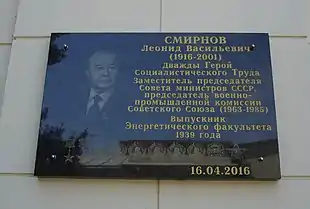 СМИРНОВ
Леонид Васильевич
(1916-2001)
Дважды Герой
Социалистического Труда
Заместитель председателя
Совета министров СССР,
председатель военно-
промышленной комиссии
Советского Союза (1963-1985)
Выпускник
Энергетического факультета
1939 года
16.04.2016